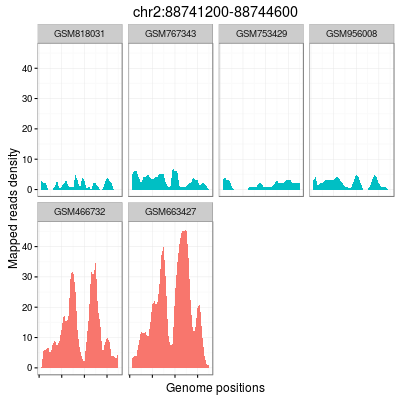 chr2:88741200-88744600
GSM818031 GSM767343 GSM753429 GSM956008
40
30
20
10
0
GSM466732 GSM663427
40
30
20
10
0
Mapped reads density
Genome positions